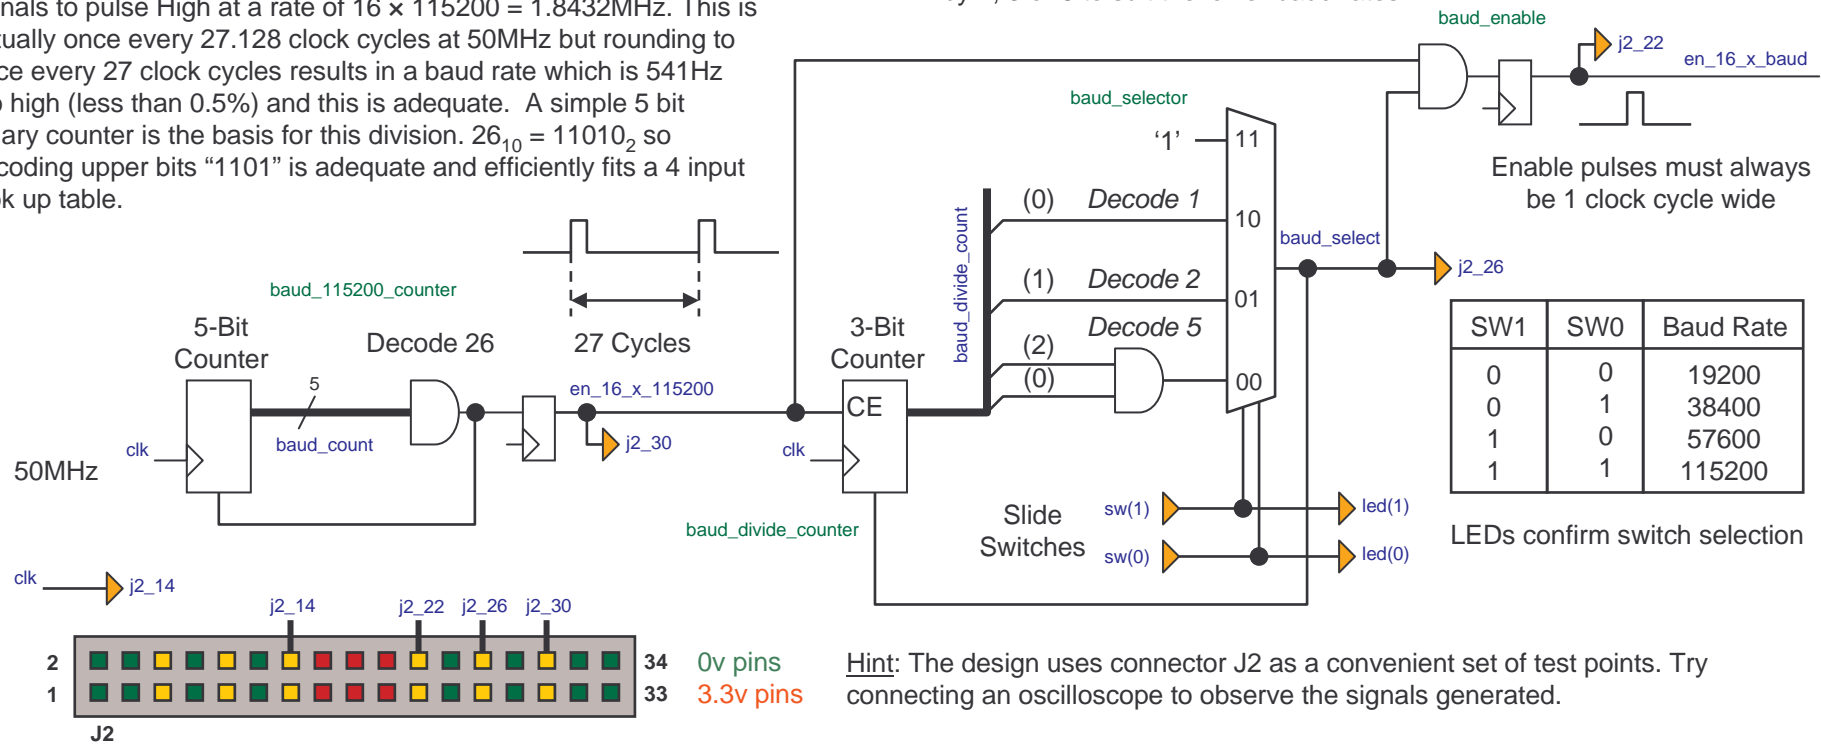 to pulse High at a rate of 16 × 115200 = 1.8432MHz. This is
once every 27.128 clock cycles at 50MHz but rounding to
every 27 clock cycles results in a baud rate which is 541Hz
high (less than 0.5%) and this is adequate. A simple 5 bit
counter is the basis for this division. 26₁₀ = 11010₂ so
upper bits “1101” is adequate and efficiently fits a 4 input
up table.
baud_enable
j2_22
en_16_x_baud
Enable pulses must always
be 1 clock cycle wide
baud_selector
‘1’
11
(0) Decode 1
10
(1) Decode 2
01
Decode 5
(2)
(0)
00
baud_divide_count
baud_select
j2_26
baud_115200_counter
5-Bit
Counter
Decode 26
27 Cycles
3-Bit
Counter
5
baud_count
en_16_x_115200
j2_30
CE
clk
clk
50MHz
baud_divide_counter
Slide
Switches
sw(1)
led(1)
sw(0)
led(0)
SW1 SW0 Baud Rate
0 0 19200
0 1 38400
1 0 57600
1 1 115200
LEDs confirm switch selection
clk
j2_14
j2_14 j2_22 j2_26 j2_30
2 34 0v pins
1 33 3.3v pins
J2
Hint: The design uses connector J2 as a convenient set of test points. Try
connecting an oscilloscope to observe the signals generated.